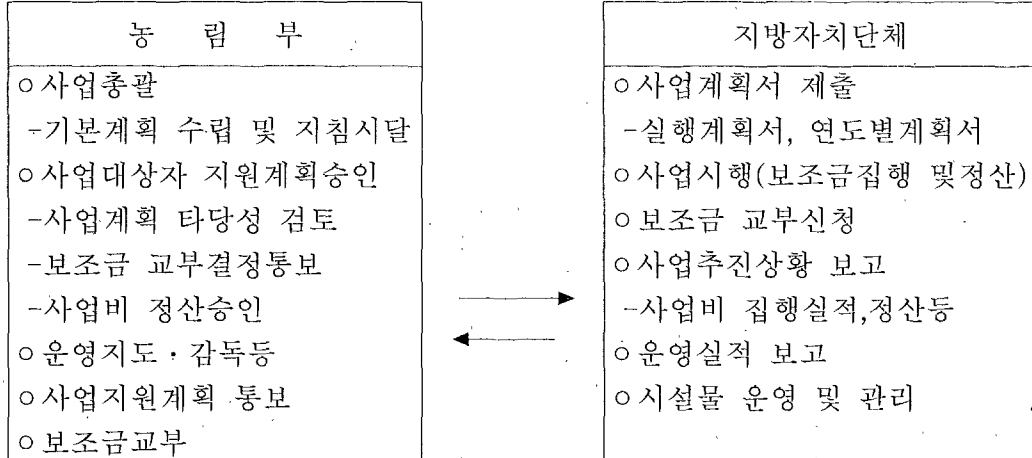 농 림 부
○사업총괄
-기본계획 수립 및 지침시달
○사업대상자 지원계획승인
-사업계획 타당성 검토
-보조금 교부결정통보
-사업비 정산승인
○운영지도·감독등
○사업지원계획 통보
○보조금교부
지방자치단체
○사업계획서 제출
-실행계획서, 연도별계획서
○사업시행(보조금집행 및정산)
○보조금 교부신청
○사업추진상황 보고
-사업비 집행실적,정산등
○운영실적 보고
○시설물 운영 및 관리